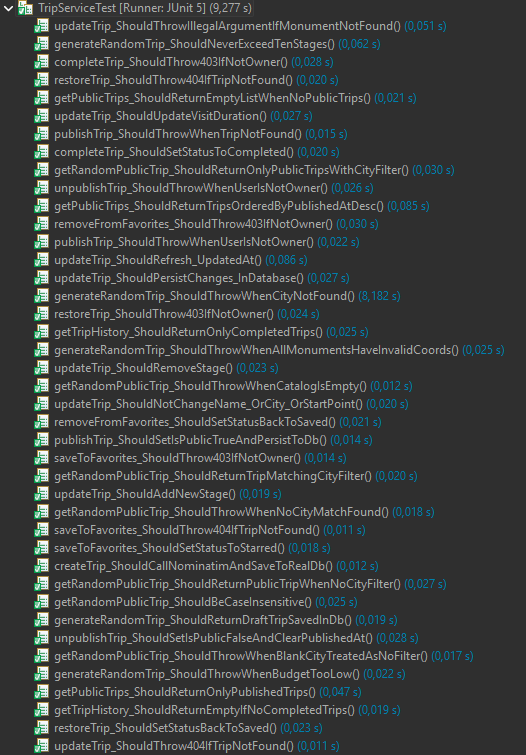 TripServiceTest [Runner: JUnit 5] (9,277 s)
updateTrip_ShouldThrowIllegalArgumentIfMonumentNotFound() (0,051 s)
generateRandomTrip_ShouldNeverExceedTenStages() (0,062 s)
completeTrip_ShouldThrow403IfNotOwner() (0,028 s)
restoreTrip_ShouldThrow404IfTripNotFound() (0,020 s)
getPublicTrips_ShouldReturnEmptyListWhenNoPublicTrips() (0,021 s)
updateTrip_ShouldUpdateVisitDuration() (0,027 s)
publishTrip_ShouldThrowWhenTripNotFound() (0,015 s)
completeTrip_ShouldSetStatusToCompleted() (0,020 s)
getRandomPublicTrip_ShouldReturnOnlyPublicTripsWithCityFilter() (0,030 s)
unpublishTrip_ShouldThrowWhenUserIsNotOwner() (0,026 s)
getPublicTrips_ShouldReturnTripsOrderedByPublishedAtDesc() (0,085 s)
removeFromFavorites_ShouldThrow403IfNotOwner() (0,030 s)
publishTrip_ShouldThrowWhenUserIsNotOwner() (0,022 s)
updateTrip_ShouldRefresh_UpdatedAt() (0,086 s)
updateTrip_ShouldPersistChanges_InDatabase() (0,027 s)
generateRandomTrip_ShouldThrowWhenCityNotFound() (8,182 s)
restoreTrip_ShouldThrow403IfNotOwner() (0,024 s)
getTripHistory_ShouldReturnOnlyCompletedTrips() (0,025 s)
generateRandomTrip_ShouldThrowWhenAllMonumentsHaveInvalidCoords() (0,025 s)
updateTrip_ShouldRemoveStage() (0,023 s)
getRandomPublicTrip_ShouldThrowWhenCatalogIsEmpty() (0,012 s)
updateTrip_ShouldNotChangeName_OrCity_OrStartPoint() (0,020 s)
removeFromFavorites_ShouldSetStatusBackToSaved() (0,021 s)
publishTrip_ShouldSetIsPublicTrueAndPersistToDb() (0,014 s)
saveToFavorites_ShouldThrow403IfNotOwner() (0,014 s)
getRandomPublicTrip_ShouldReturnTripMatchingCityFilter() (0,020 s)
updateTrip_ShouldAddNewStage() (0,019 s)
getRandomPublicTrip_ShouldThrowWhenNoCityMatchFound() (0,018 s)
saveToFavorites_ShouldThrow404IfTripNotFound() (0,011 s)
saveToFavorites_ShouldSetStatusToStarred() (0,018 s)
createTrip_ShouldCallNominatimAndSaveToRealDb() (0,012 s)
getRandomPublicTrip_ShouldReturnPublicTripWhenNoCityFilter() (0,027 s)
getRandomPublicTrip_ShouldBeCaseInsensitive() (0,025 s)
generateRandomTrip_ShouldReturnDraftTripSavedInDb() (0,019 s)
unpublishTrip_ShouldSetIsPublicFalseAndClearPublishedAt() (0,028 s)
getRandomPublicTrip_ShouldThrowWhenBlankCityTreatedAsNoFilter() (0,017 s)
generateRandomTrip_ShouldThrowWhenBudgetTooLow() (0,022 s)
getPublicTrips_ShouldReturnOnlyPublishedTrips() (0,047 s)
getTripHistory_ShouldReturnEmptyIfNoCompletedTrips() (0,019 s)
restoreTrip_ShouldSetStatusBackToSaved() (0,023 s)
updateTrip_ShouldThrow404IfTripNotFound() (0,011 s)